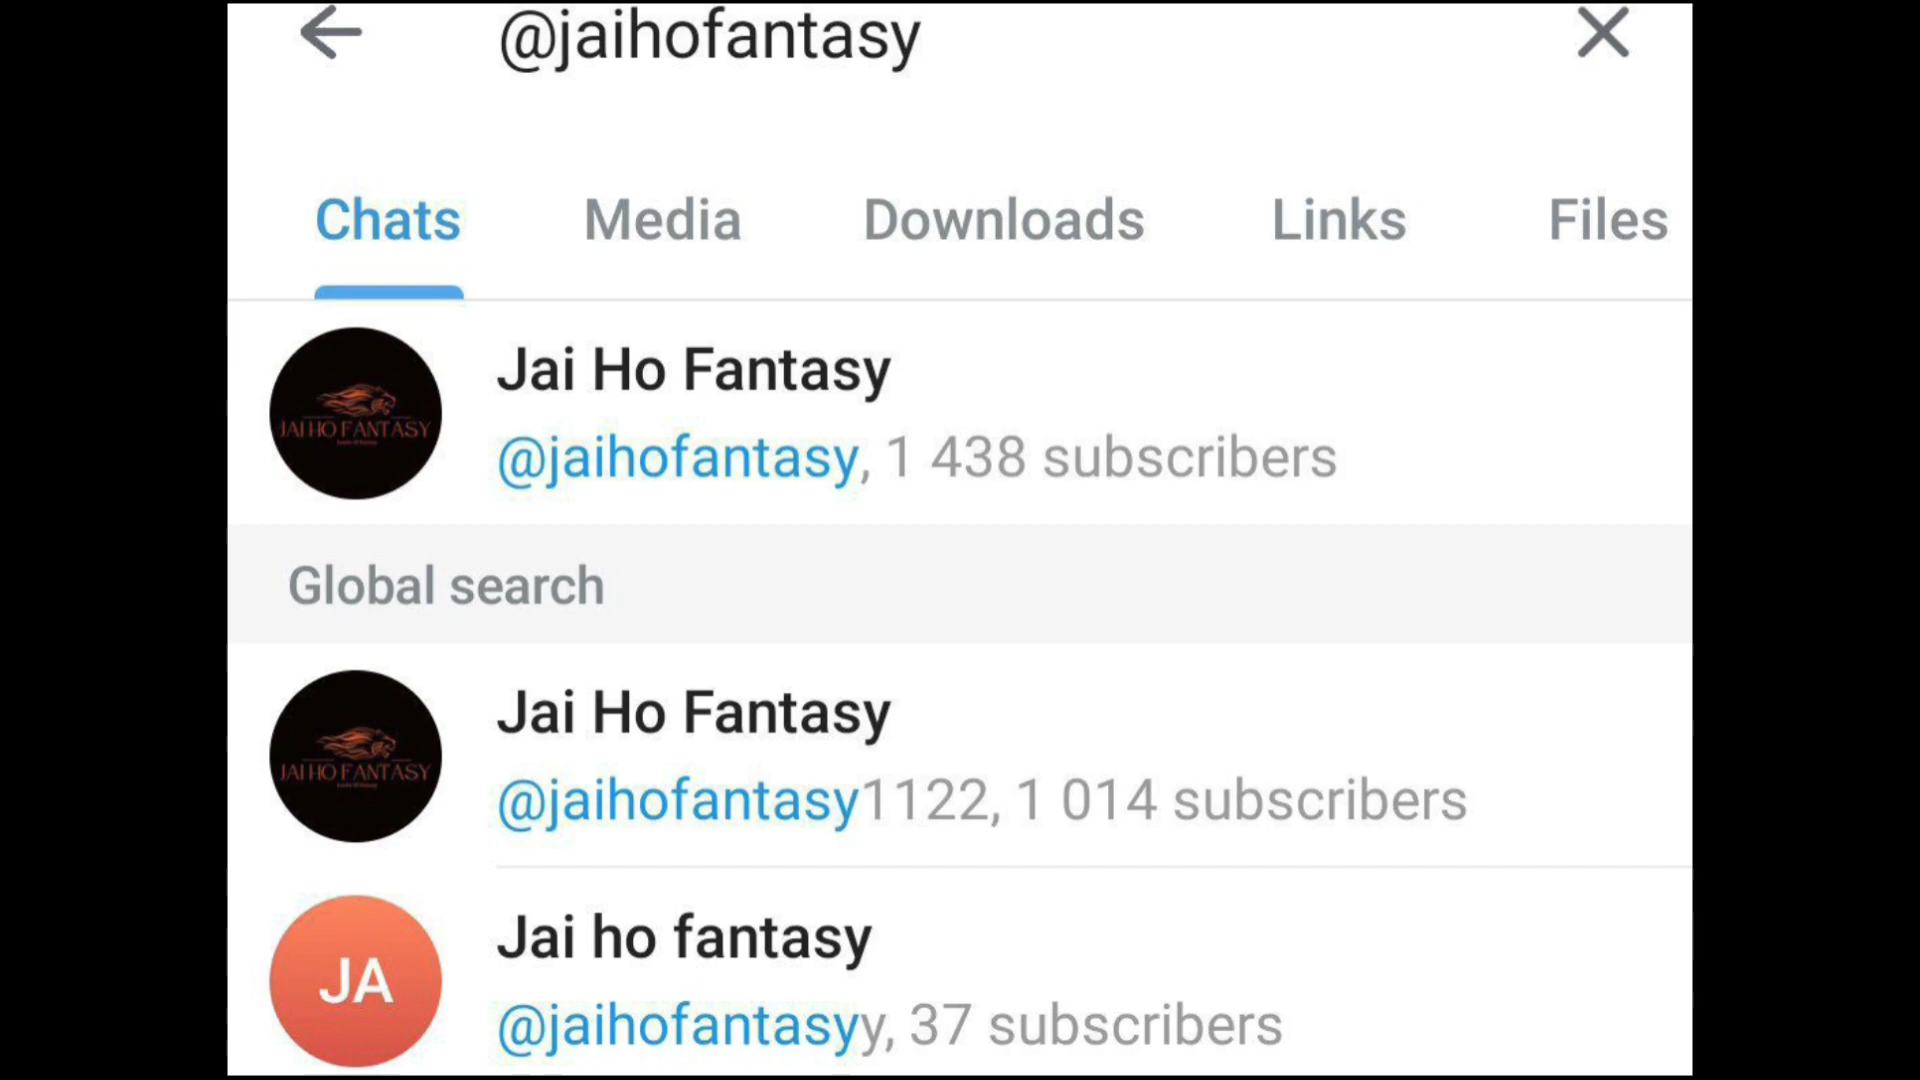 @jaihofantasy
Chats Media Downloads Links Files
JAI HO FANTASY
Jai Ho Fantasy
@jaihofantasy, 1 438 subscribers
Global search
JAI HO FANTASY
Jai Ho Fantasy
@jaihofantasy1122, 1 014 subscribers
JA
Jai ho fantasy
@jaihofantasyy, 37 subscribers